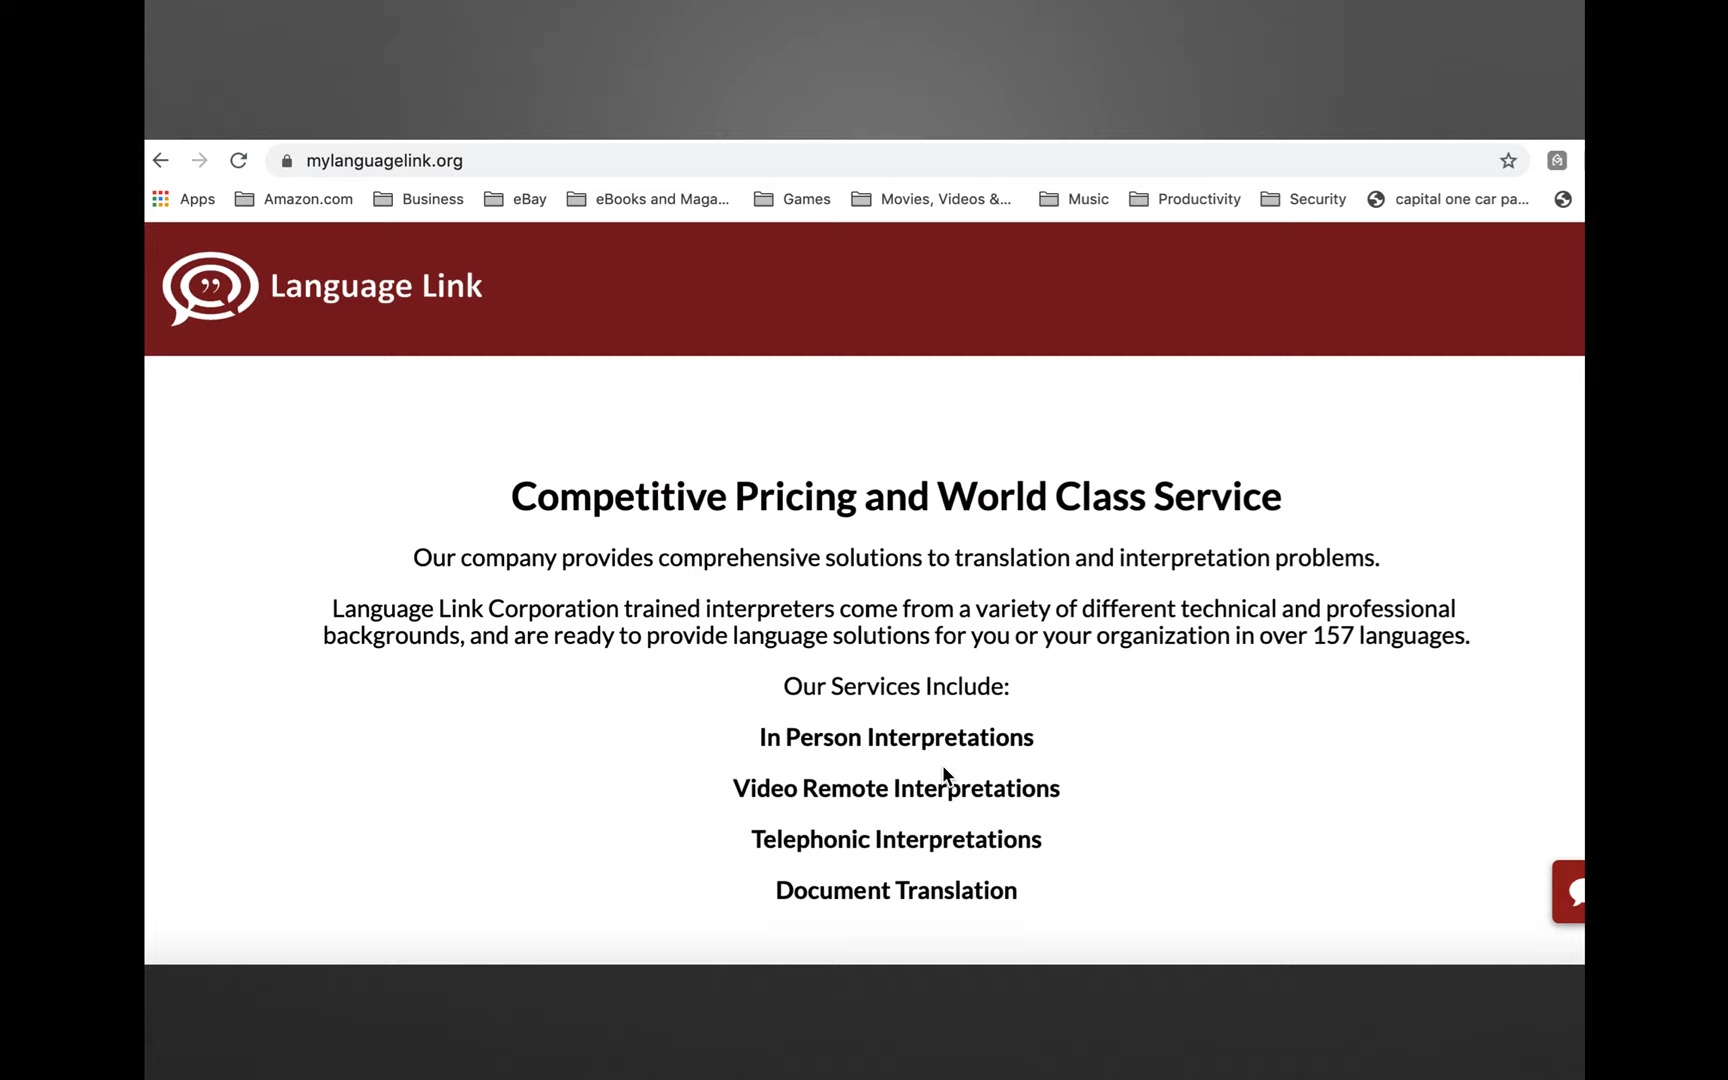 mylanguagelink.org
Apps Amazon.com Business eBay eBooks and Maga... Games Movies, Videos &... Music Productivity Security capital one car pa...
Language Link
Competitive Pricing and World Class Service
Our company provides comprehensive solutions to translation and interpretation problems.
Language Link Corporation trained interpreters come from a variety of different technical and professional
backgrounds, and are ready to provide language solutions for you or your organization in over 157 languages.
Our Services Include:
In Person Interpretations
Video Remote Interpretations
Telephonic Interpretations
Document Translation